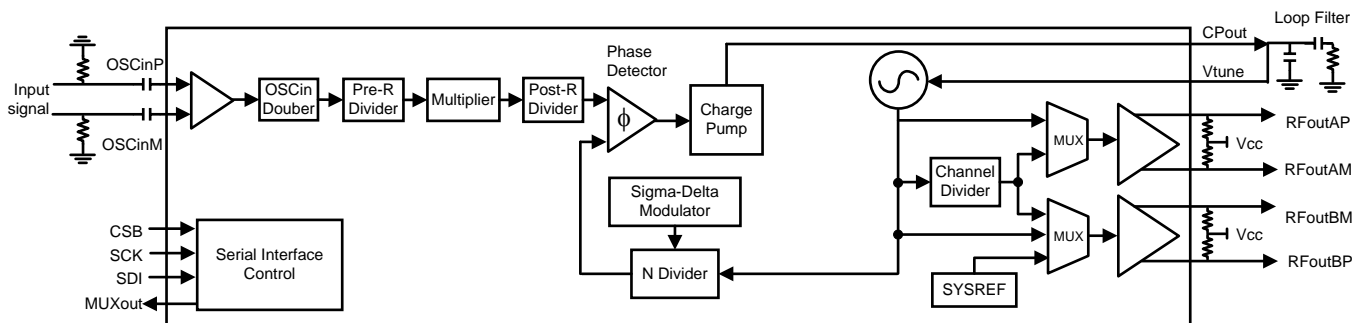 Loop Filter
CPout
Vtune
OSCinP
Input
signal
OSCinM
OSCin
Douber
Pre-R
Divider
Multiplier
Post-R
Divider
Phase
Detector
ϕ
Charge
Pump
MUX
RFoutAP
Vcc
RFoutAM
Channel
Divider
Sigma-Delta
Modulator
N Divider
MUX
RFoutBM
Vcc
RFoutBP
SYSREF
CSB
SCK
SDI
MUXout
Serial Interface
Control